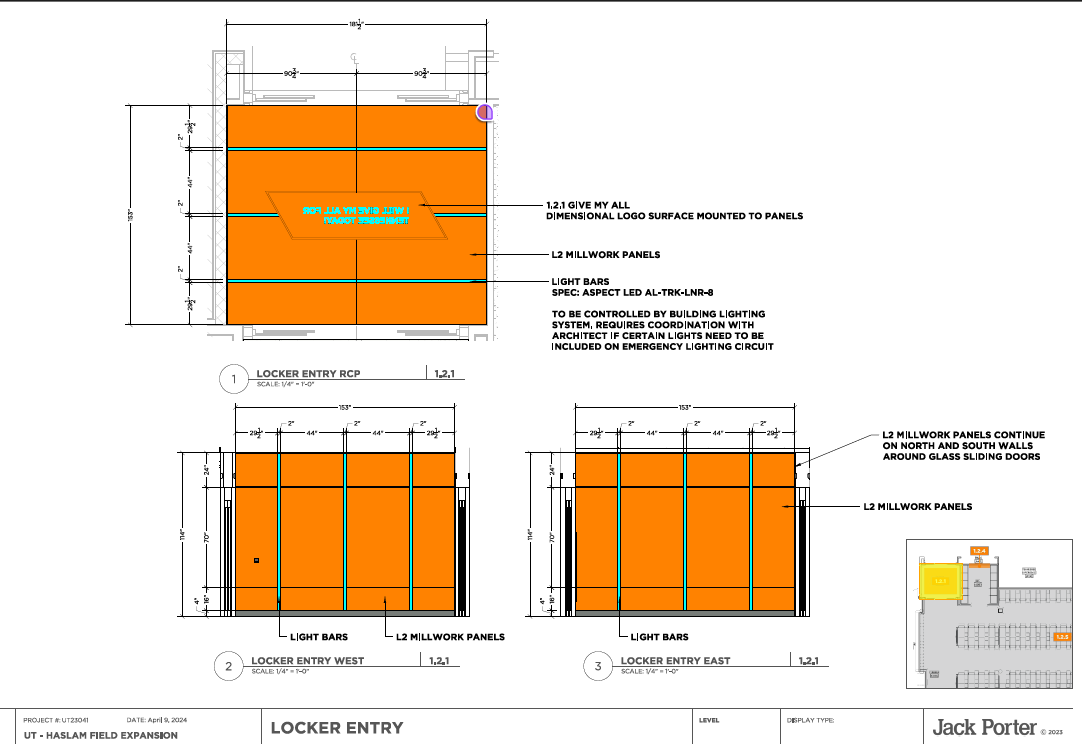 181 1/2"
C L
90 3/4" 90 3/4"
29 1/2"
2"
44"
2"
44"
2"
29 1/2"
153"
I WILL GIVE MY ALL FOR
TENNESSEE TODAY!
1.2.1 GIVE MY ALL
DIMENSIONAL LOGO SURFACE MOUNTED TO PANELS
L2 MILLWORK PANELS
LIGHT BARS
SPEC: ASPECT LED AL-TRK-LNR-8
TO BE CONTROLLED BY BUILDING LIGHTING
SYSTEM, REQUIRES COORDINATION WITH
ARCHITECT IF CERTAIN LIGHTS NEED TO BE
INCLUDED ON EMERGENCY LIGHTING CIRCUIT
1 LOCKER ENTRY RCP 1.2.1
SCALE: 1/4" = 1'-0"
153"
2" 2" 2"
29 1/2" 44" 44" 29 1/2"
24"
114"
70"
16"
4"
LIGHT BARS L2 MILLWORK PANELS
2 LOCKER ENTRY WEST 1.2.1
SCALE: 1/4" = 1'-0"
153"
2" 2" 2"
29 1/2" 44" 44" 29 1/2"
24"
114"
70"
16"
4"
L2 MILLWORK PANELS CONTINUE
ON NORTH AND SOUTH WALLS
AROUND GLASS SLIDING DOORS
L2 MILLWORK PANELS
LIGHT BARS
3 LOCKER ENTRY EAST 1.2.1
SCALE: 1/4" = 1'-0"
1.2.4
1.2.1
1.2.5
PROJECT #: UT23041 DATE: April 9, 2024
UT - HASLAM FIELD EXPANSION
LOCKER ENTRY
LEVEL
DISPLAY TYPE:
Jack Porter © 2023